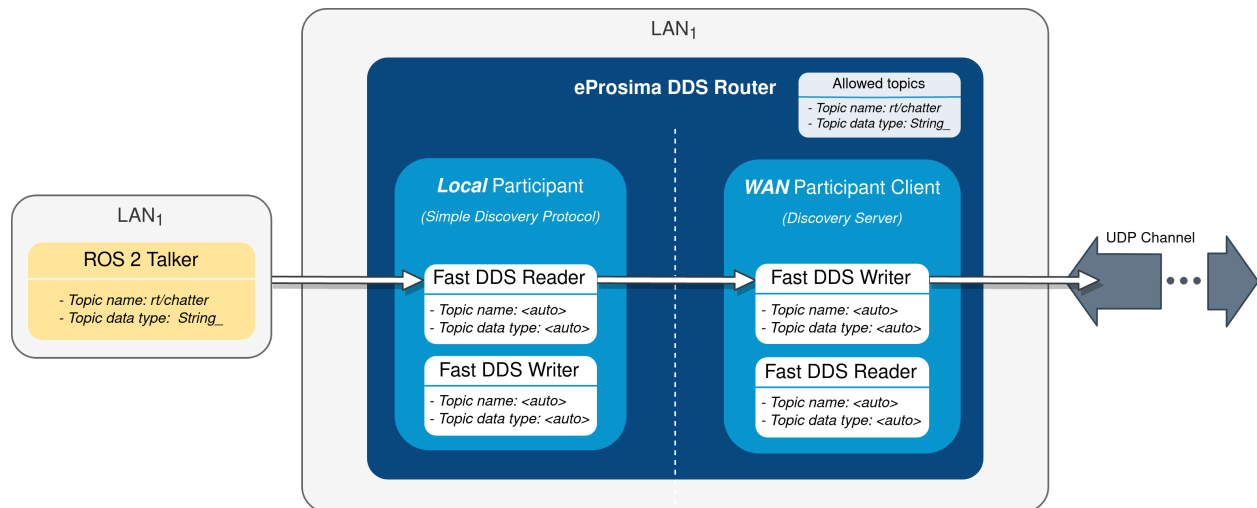 LAN1
eProsima DDS Router
Allowed topics
- Topic name: rt/chatter
- Topic data type: String_
Local Participant
(Simple Discovery Protocol)
WAN Participant Client
(Discovery Server)
LAN1
ROS 2 Talker
- Topic name: rt/chatter
- Topic data type: String_
Fast DDS Reader
- Topic name: <auto>
- Topic data type: <auto>
Fast DDS Writer
- Topic name: <auto>
- Topic data type: <auto>
Fast DDS Writer
- Topic name: <auto>
- Topic data type: <auto>
Fast DDS Reader
- Topic name: <auto>
- Topic data type: <auto>
UDP Channel